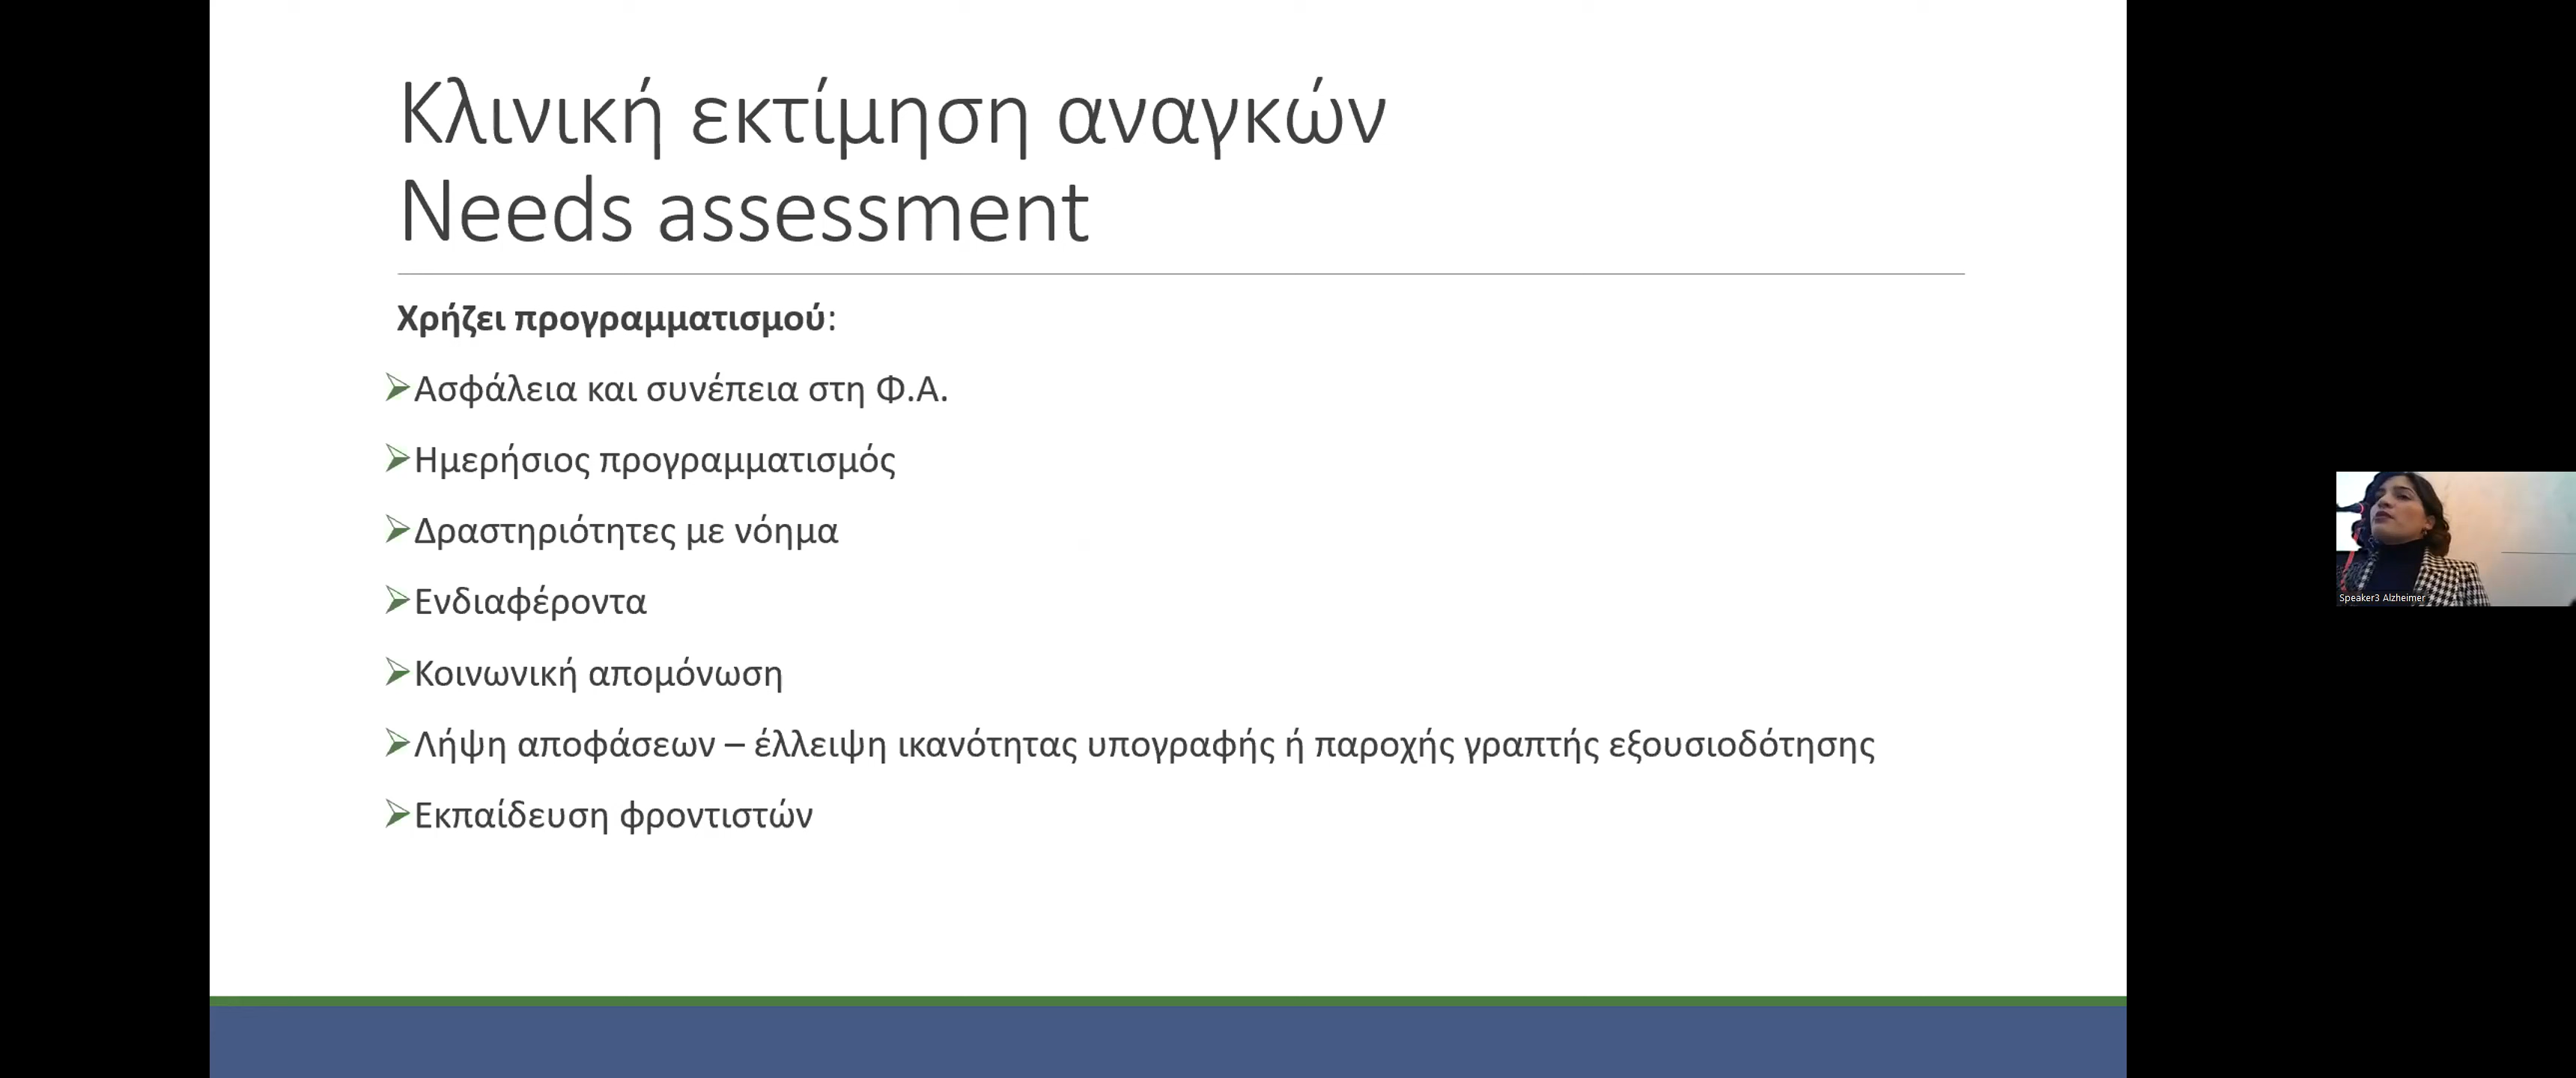 Κλινική εκτίμηση αναγκών
Needs assessment
Χρήζει προγραμματισμού:
➢Ασφάλεια και συνέπεια στη Φ.Α.
➢Ημερήσιος προγραμματισμός
➢Δραστηριότητες με νόημα
➢Ενδιαφέροντα
➢Κοινωνική απομόνωση
➢Λήψη αποφάσεων – έλλειψη ικανότητας υπογραφής ή παροχής γραπτής εξουσιοδότησης
➢Εκπαίδευση φροντιστών
Speaker3 Alzheimer